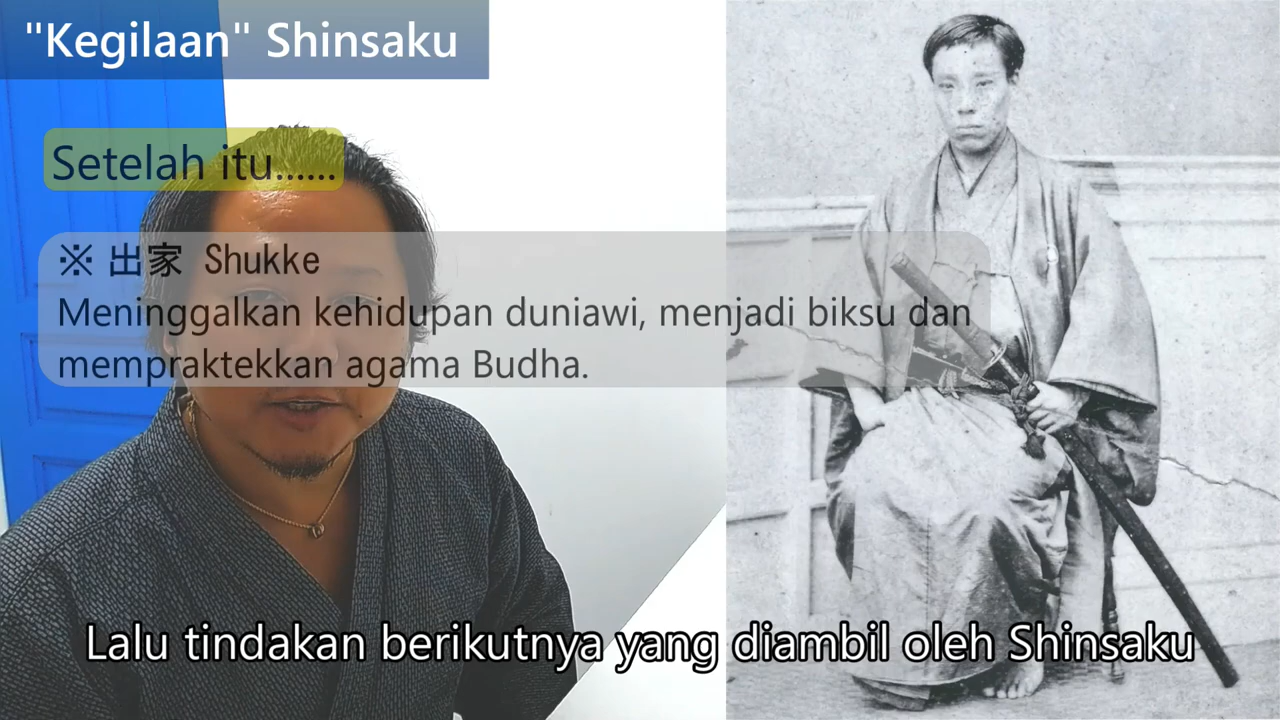 "Kegilaan" Shinsaku
Setelah itu......
※ 出家 Shukke
Meninggalkan kehidupan duniawi, menjadi biksu dan
mempraktekkan agama Budha.
Lalu tindakan berikutnya yang diambil oleh Shinsaku